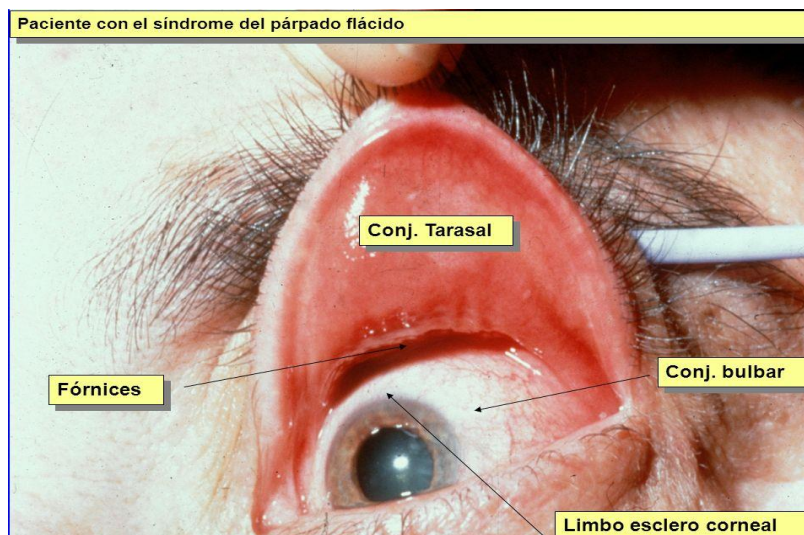 Paciente con el síndrome del párpado flácido
Conj. Tarasal
Fórnices
Conj. bulbar
Limbo esclero corneal